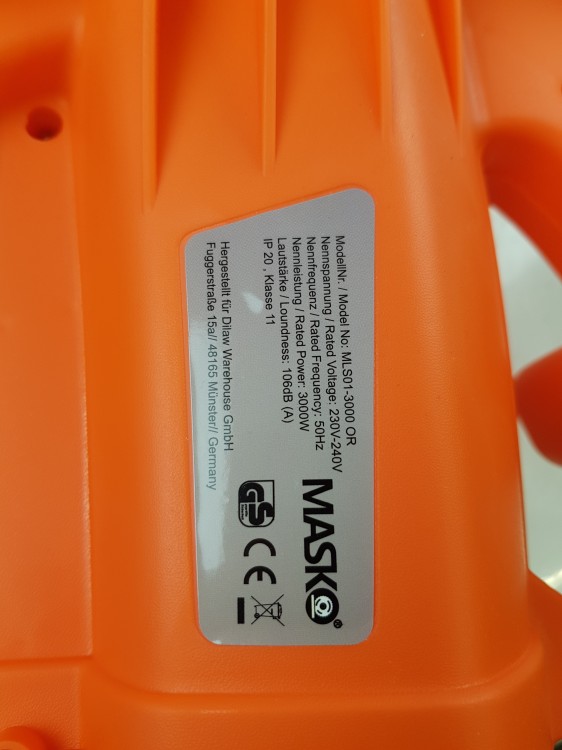 ModellNr. / Model No: MLS01-3000 OR
Nennspannung / Rated Voltage: 230V-240V
Nennfrequenz / Rated Frequency: 50Hz
Nennleistung / Rated Power: 3000W
Lautstärke / Loundness: 106dB (A)
IP 20 , Klasse 11
Hergestellt für Dilaw Warehouse GmbH
Fuggerstraße 15a// 48165 Münster// Germany
MASKO®
GS
CE